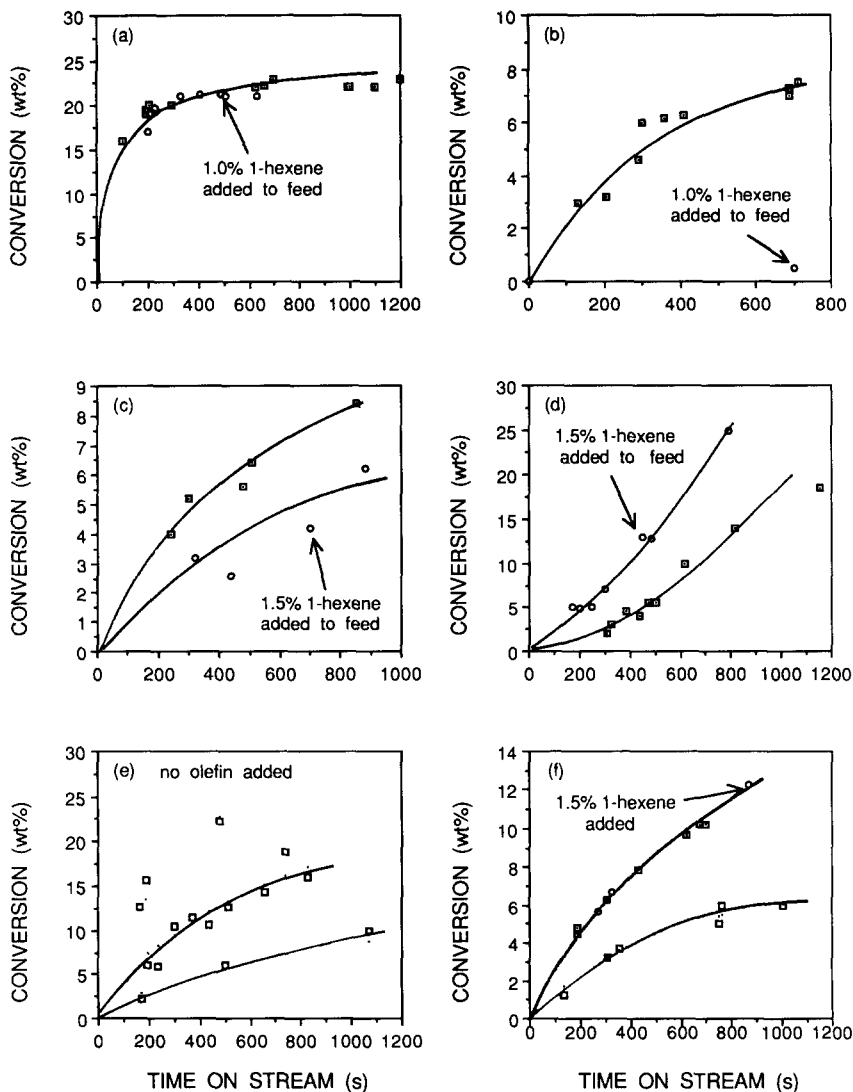 (a)
CONVERSION (wt%)
30
25
20
15
10
5
0
1.0% 1-hexene
added to feed
0 200 400 600 800 1000 1200
(b)
CONVERSION (wt%)
10
8
6
4
2
0
1.0% 1-hexene
added to feed
0 200 400 600 800
(c)
CONVERSION (wt%)
9
8
7
6
5
4
3
2
1
0
1.5% 1-hexene
added to feed
0 200 400 600 800 1000
(d)
CONVERSION (wt%)
30
25
20
15
10
5
0
1.5% 1-hexene
added to feed
0 200 400 600 800 1000 1200
(e)
no olefin added
CONVERSION (wt%)
30
25
20
15
10
5
0
0 200 400 600 800 1000 1200
TIME ON STREAM (s)
(f)
CONVERSION (wt%)
14
12
10
8
6
4
2
0
1.5% 1-hexene
added
0 200 400 600 800 1000 1200
TIME ON STREAM (s)